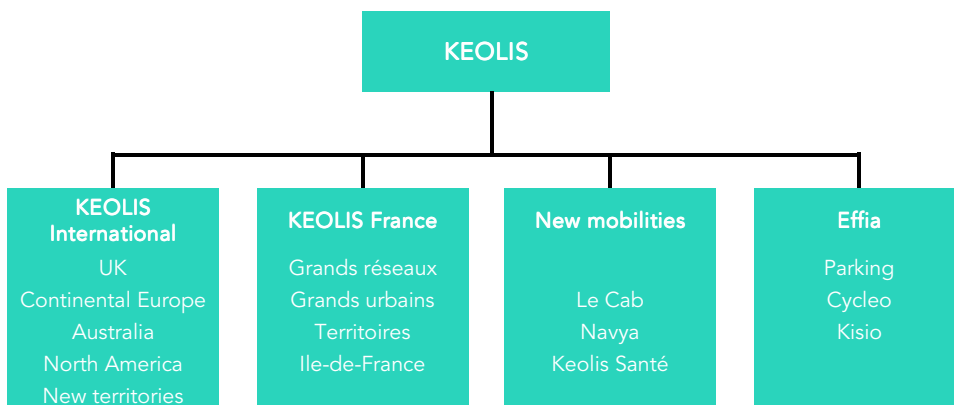 KEOLIS
KEOLIS
International
UK
Continental Europe
Australia
North America
New territories
KEOLIS France
Grands réseaux
Grands urbains
Territoires
Ile-de-France
New mobilities
Le Cab
Navya
Keolis Santé
Effia
Parking
Cycleo
Kisio